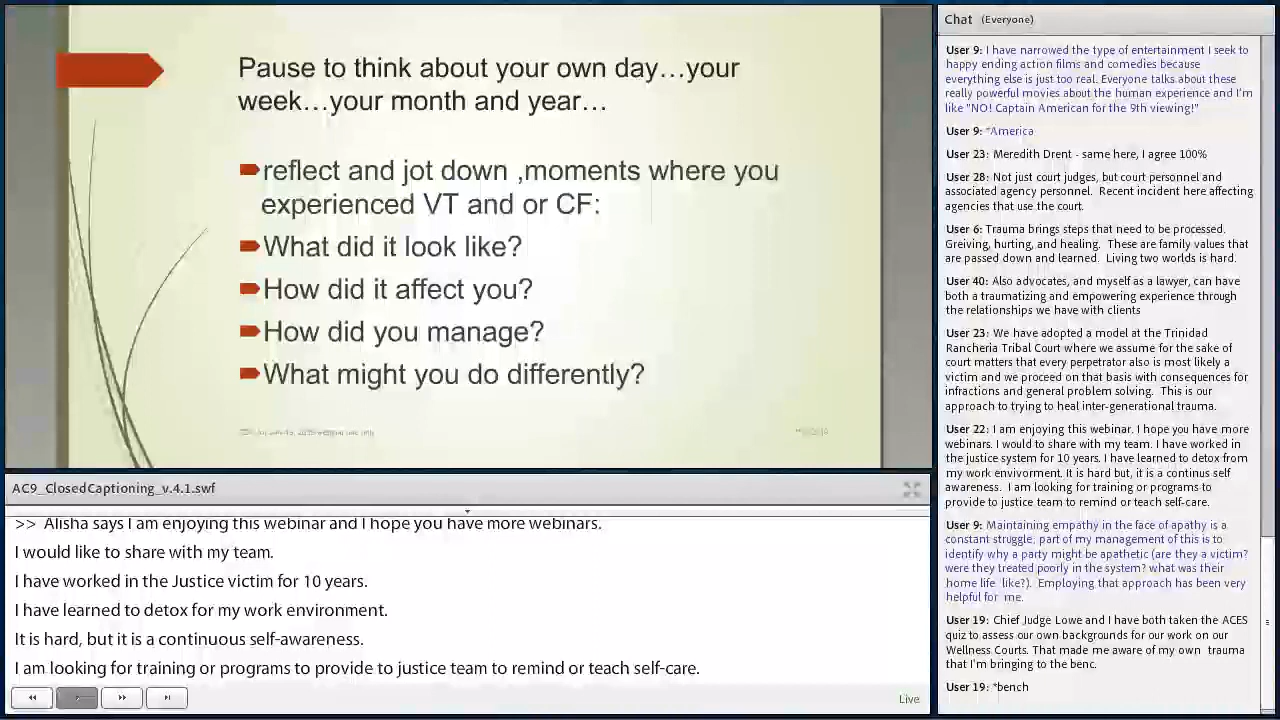 Pause to think about your own day…your
week…your month and year…
reflect and jot down ,moments where you
experienced VT and or CF:
What did it look like?
How did it affect you?
How did you manage?
What might you do differently?
AC9_ClosedCaptioning_v.4.1.swf
>> Alisha says I am enjoying this webinar and I hope you have more webinars.
I would like to share with my team.
I have worked in the Justice victim for 10 years.
I have learned to detox for my work environment.
It is hard, but it is a continuous self-awareness.
I am looking for training or programs to provide to justice team to remind or teach self-care.
Live
Chat (Everyone)
User 9: I have narrowed the type of entertainment I seek to
happy ending action films and comedies because
everything else is just too real. Everyone talks about these
really powerful movies about the human experience and I'm
like "NO! Captain American for the 9th viewing!"
User 9: *America
User 23: Meredith Drent - same here, I agree 100%
User 28: Not just court judges, but court personnel and
associated agency personnel. Recent incident here affecting
agencies that use the court.
User 6: Trauma brings steps that need to be processed.
Greiving, hurting, and healing. These are family values that
are passed down and learned. Living two worlds is hard.
User 40: Also advocates, and myself as a lawyer, can have
both a traumatizing and empowering experience through
the relationships we have with clients
User 23: We have adopted a model at the Trinidad
Rancheria Tribal Court where we assume for the sake of
court matters that every perpetrator also is most likely a
victim and we proceed on that basis with consequences for
infractions and general problem solving. This is our
approach to trying to heal inter-generational trauma.
User 22: I am enjoying this webinar. I hope you have more
webinars. I would to share with my team. I have worked in
the justice system for 10 years. I have learned to detox from
my work envivorment. It is hard but, it is a continus self
awareness. I am looking for training or programs to
provide to justice team to remind or teach self-care.
User 9: Maintaining empathy in the face of apathy is a
constant struggle; part of my management of this is to
identify why a party might be apathetic (are they a victim?
were they treated poorly in the system? what was their
home life like?). Employing that approach has been very
helpful for me.
User 19: Chief Judge Lowe and I have both taken the ACES
quiz to assess our own backgrounds for our work on our
Wellness Courts. That made me aware of my own trauma
that I'm bringing to the benc.
User 19: *bench